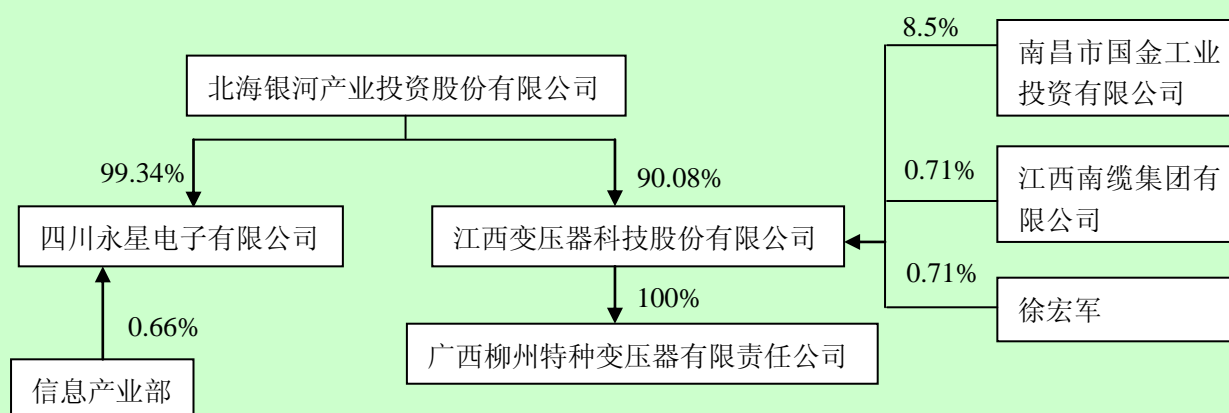 8.5%
南昌市国金工业
投资有限公司
北海银河产业投资股份有限公司
99.34%
90.08%
0.71%
江西南缆集团有
限公司
四川永星电子有限公司
江西变压器科技股份有限公司
0.71%
徐宏军
100%
0.66%
广西柳州特种变压器有限责任公司
信息产业部